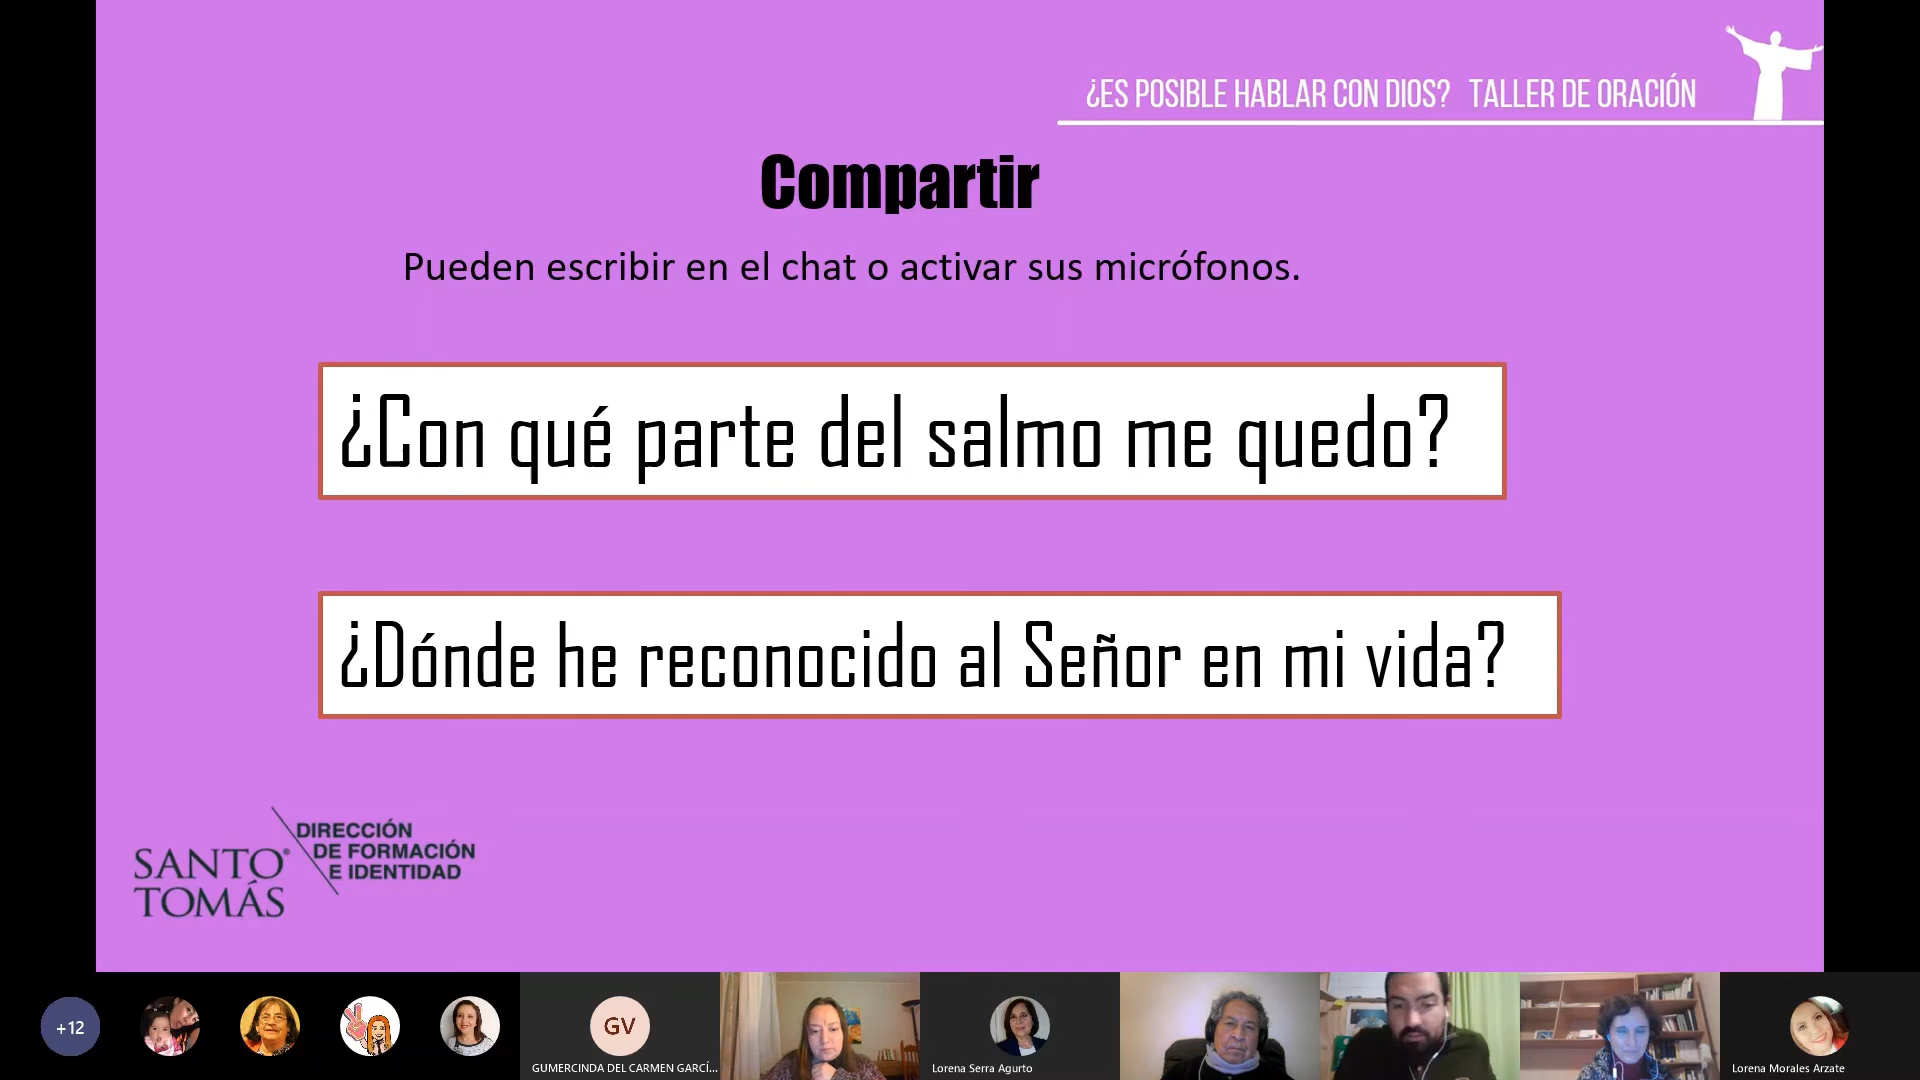 ¿ES POSIBLE HABLAR CON DIOS? TALLER DE ORACIÓN
Compartir
Pueden escribir en el chat o activar sus micrófonos.
¿Con qué parte del salmo me quedo?
¿Dónde he reconocido al Señor en mi vida?
SANTO®
TOMÁS
DIRECCIÓN
DE FORMACIÓN
E IDENTIDAD
+12
GV
GUMERCINDA DEL CARMEN GARCÍ...
Lorena Serra Agurto
Lorena Morales Arzate